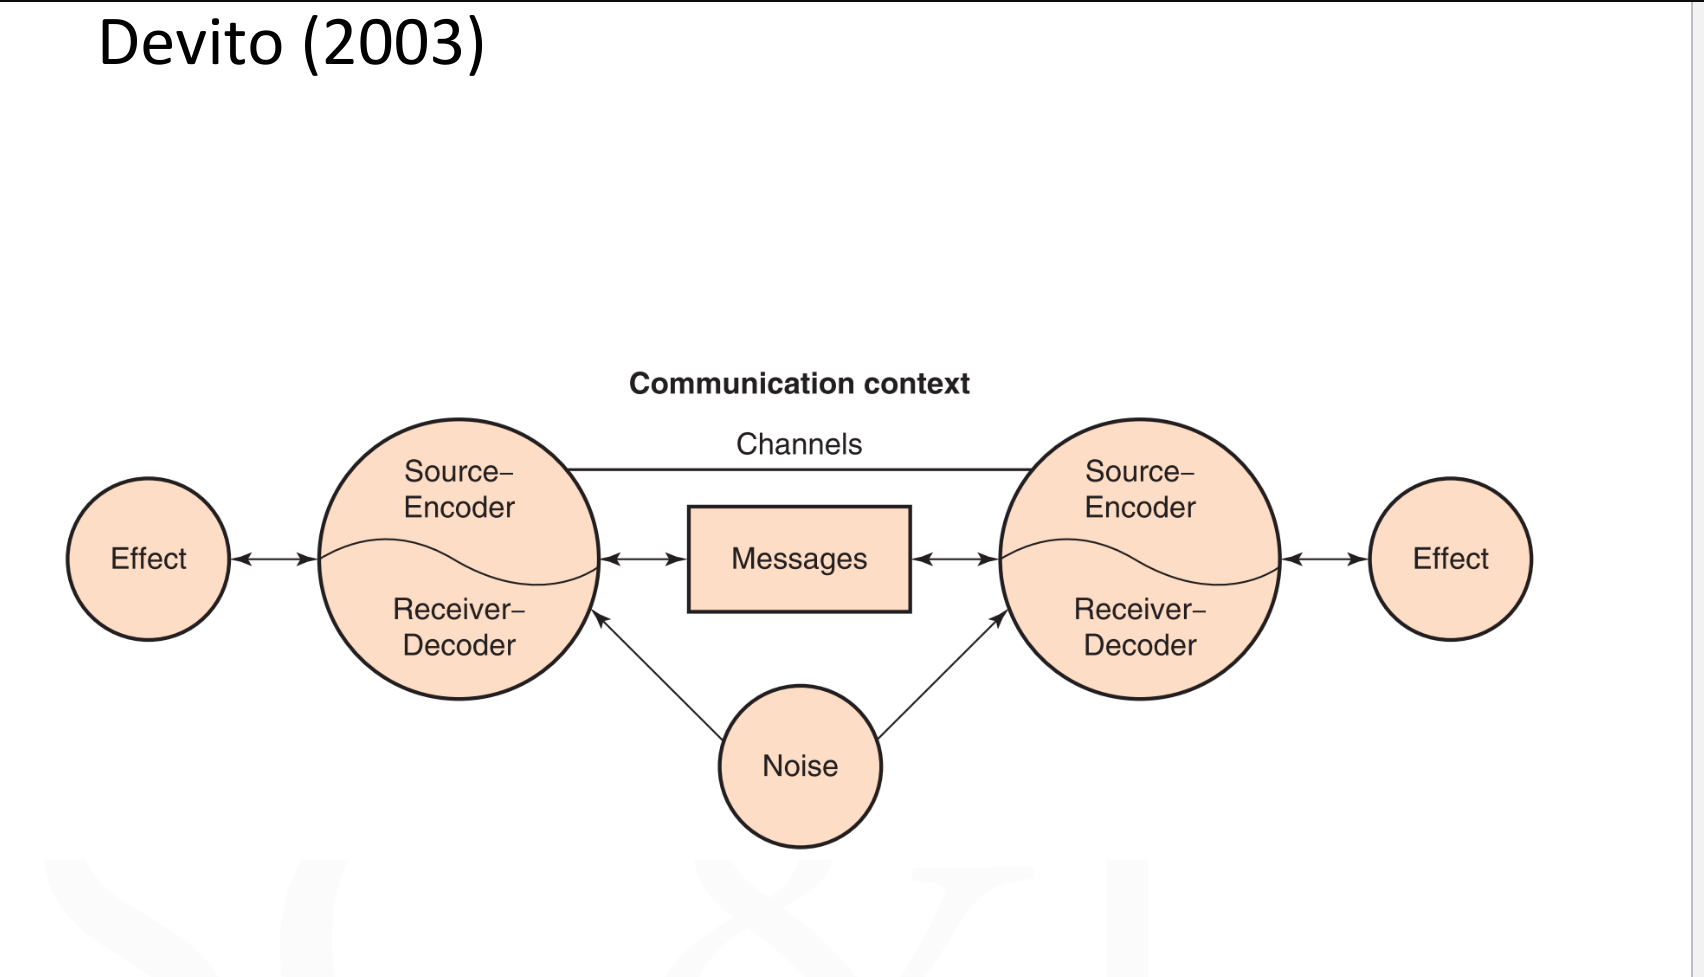 Devito (2003)
Communication context
Channels
Source–
Encoder
Source–
Encoder
Effect
Messages
Effect
Receiver–
Decoder
Receiver–
Decoder
Noise